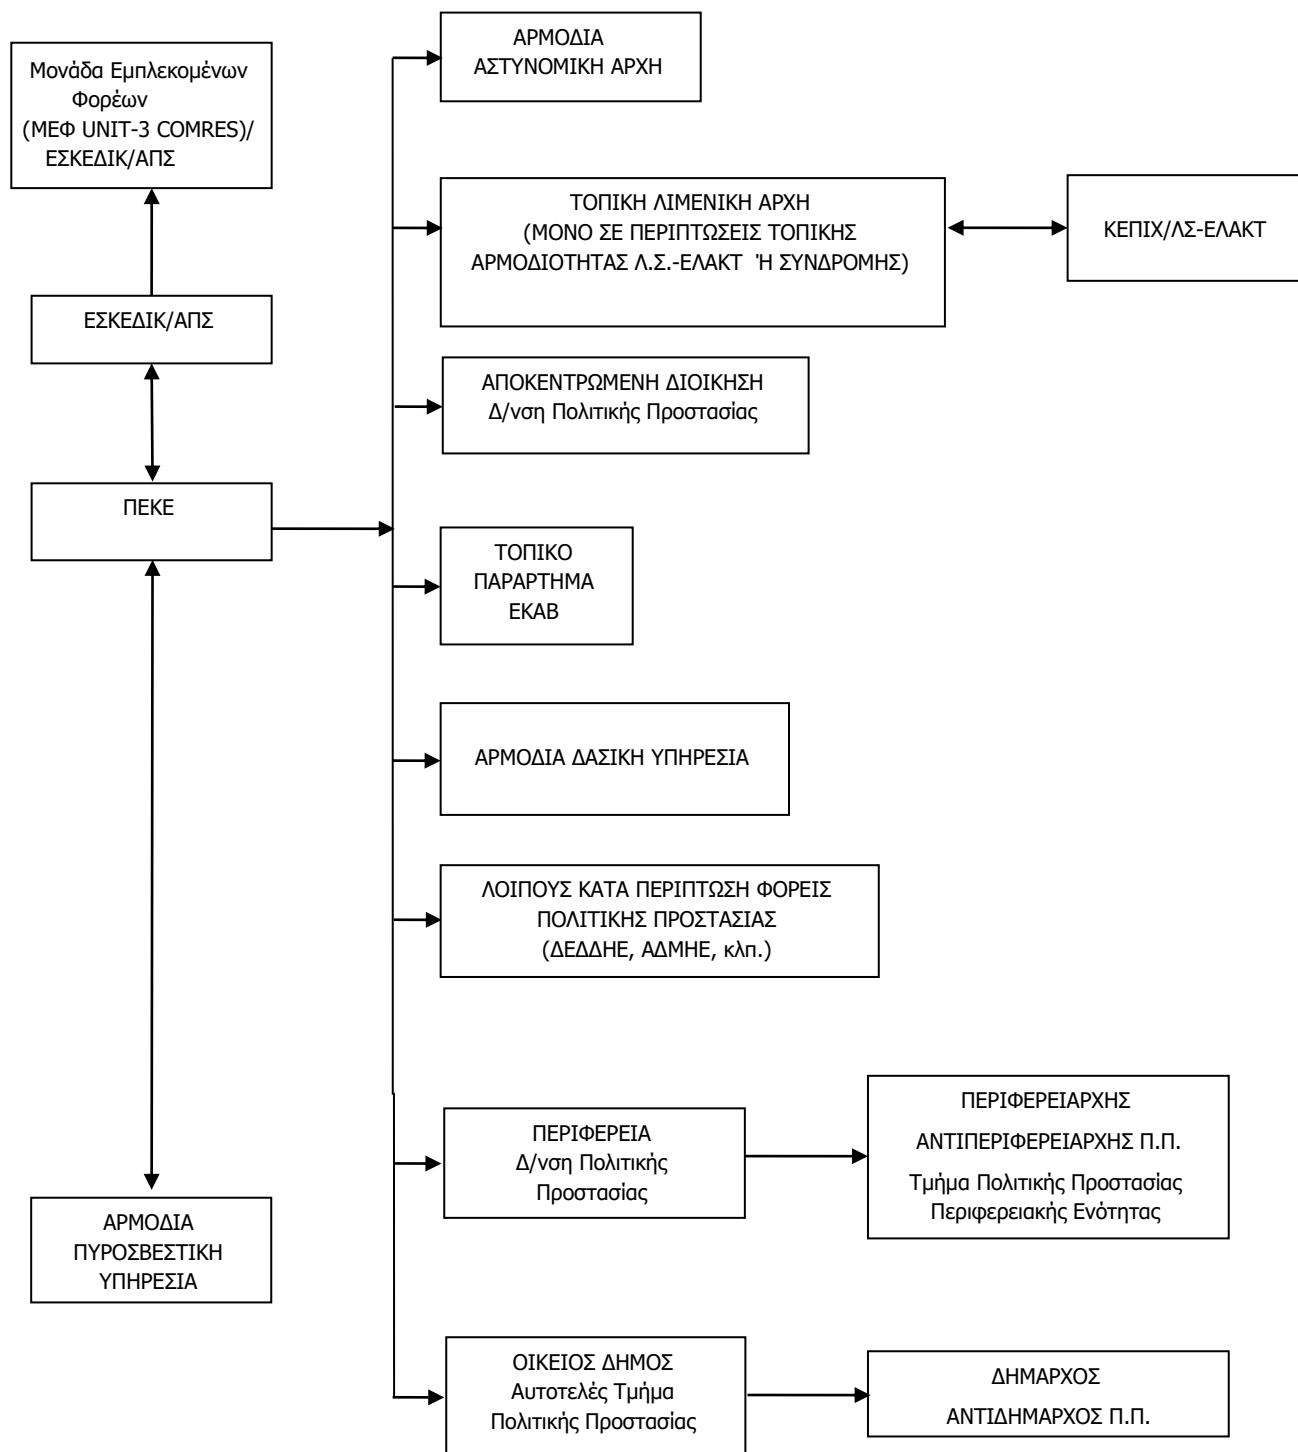 Μονάδα Εμπλεκομένων
Φορέων
(ΜΕΦ UNIT-3 COMRES)/
ΕΣΚΕΔΙΚ/ΑΠΣ
ΕΣΚΕΔΙΚ/ΑΠΣ
ΠΕΚΕ
ΑΡΜΟΔΙΑ
ΠΥΡΟΣΒΕΣΤΙΚΗ
ΥΠΗΡΕΣΙΑ
ΑΡΜΟΔΙΑ
ΑΣΤΥΝΟΜΙΚΗ ΑΡΧΗ
ΤΟΠΙΚΗ ΛΙΜΕΝΙΚΗ ΑΡΧΗ
(ΜΟΝΟ ΣΕ ΠΕΡΙΠΤΩΣΕΙΣ ΤΟΠΙΚΗΣ
ΑΡΜΟΔΙΟΤΗΤΑΣ Λ.Σ.-ΕΛΑΚΤ Ή ΣΥΝΔΡΟΜΗΣ)
ΚΕΠΙΧ/ΛΣ-ΕΛΑΚΤ
ΑΠΟΚΕΝΤΡΩΜΕΝΗ ΔΙΟΙΚΗΣΗ
Δ/νση Πολιτικής Προστασίας
ΤΟΠΙΚΟ
ΠΑΡΑΡΤΗΜΑ
ΕΚΑΒ
ΑΡΜΟΔΙΑ ΔΑΣΙΚΗ ΥΠΗΡΕΣΙΑ
ΛΟΙΠΟΥΣ ΚΑΤΑ ΠΕΡΙΠΤΩΣΗ ΦΟΡΕΙΣ
ΠΟΛΙΤΙΚΗΣ ΠΡΟΣΤΑΣΙΑΣ
(ΔΕΔΔΗΕ, ΑΔΜΗΕ, κλπ.)
ΠΕΡΙΦΕΡΕΙΑ
Δ/νση Πολιτικής
Προστασίας
ΠΕΡΙΦΕΡΕΙΑΡΧΗΣ
ΑΝΤΙΠΕΡΙΦΕΡΕΙΑΡΧΗΣ Π.Π.
Τμήμα Πολιτικής Προστασίας
Περιφερειακής Ενότητας
ΟΙΚΕΙΟΣ ΔΗΜΟΣ
Αυτοτελές Τμήμα
Πολιτικής Προστασίας
ΔΗΜΑΡΧΟΣ
ΑΝΤΙΔΗΜΑΡΧΟΣ Π.Π.